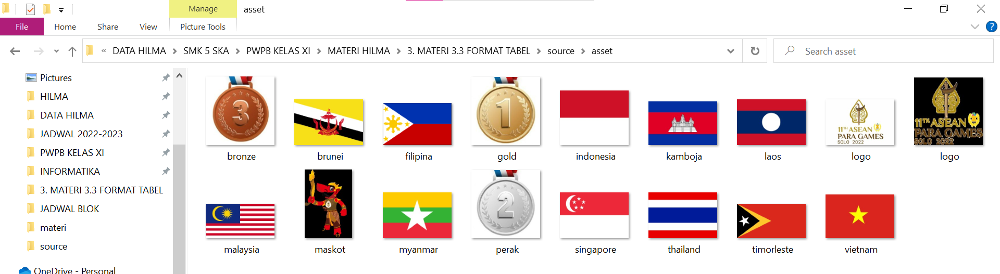 Manage
asset
File
Home
Share
View
Picture Tools
« DATA HILMA > SMK 5 SKA > PWPB KELAS XI > MATERI HILMA > 3. MATERI 3.3 FORMAT TABEL > source > asset
Search asset
Pictures
HILMA
DATA HILMA
JADWAL 2022-2023
PWPB KELAS XI
INFORMATIKA
3. MATERI 3.3 FORMAT TABEL
JADWAL BLOK
materi
source
OneDrive - Personal
3
1
11TH ASEAN
PARA GAMES
SOLO 2022
11TH ASEAN
PARA GAMES
SOLO 2022
bronze
brunei
filipina
gold
indonesia
kamboja
laos
logo
logo
2
malaysia
maskot
myanmar
perak
singapore
thailand
timorleste
vietnam